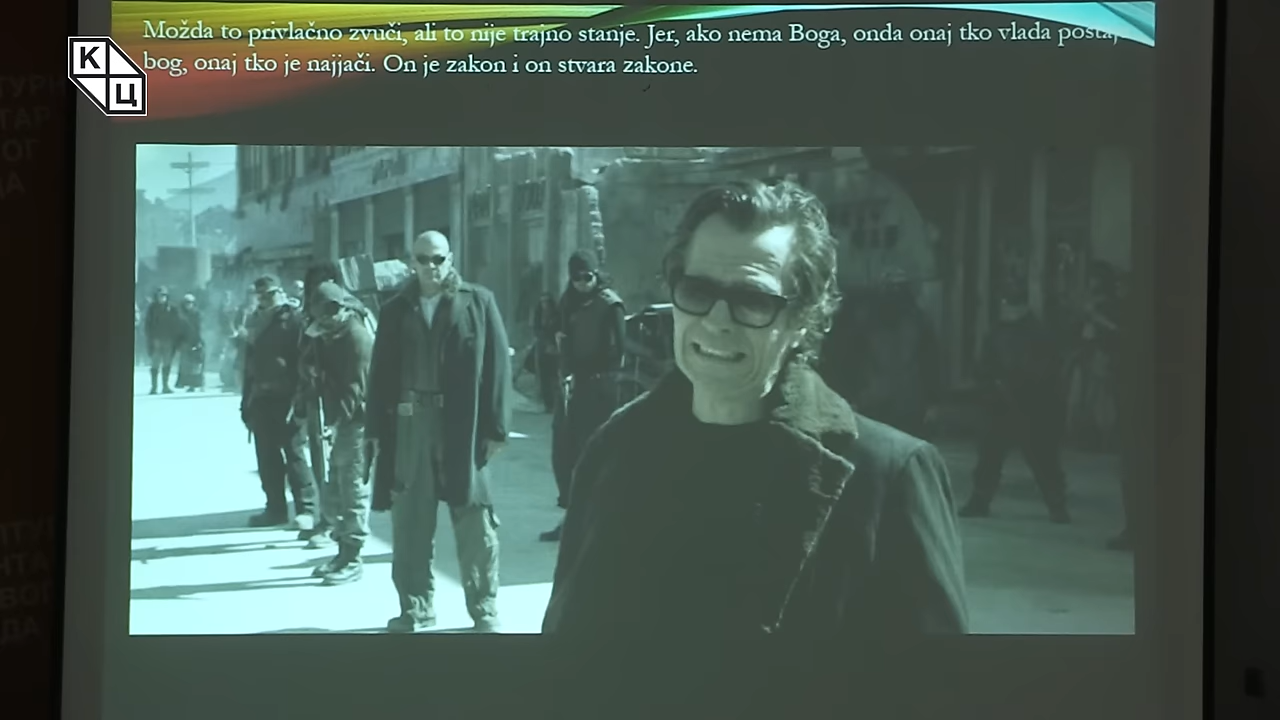 Možda to privlačno zvuči, ali to nije trajno stanje. Jer, ako nema Boga, onda onaj tko vlada
bog, onaj tko je najjači. On je zakon i on stvara zakone.
К
Ц